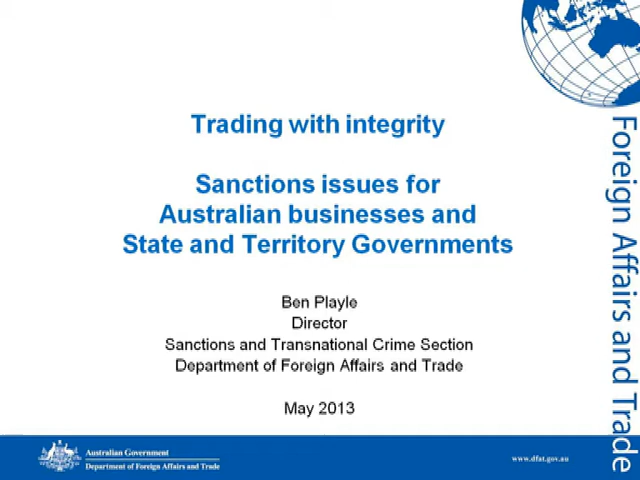 Trading with integrity
Sanctions issues for
Australian businesses and
State and Territory Governments
Ben Playle
Director
Sanctions and Transnational Crime Section
Department of Foreign Affairs and Trade
May 2013
Foreign Affairs and Trade
Australian Government
Department of Foreign Affairs and Trade
www.dfat.gov.au